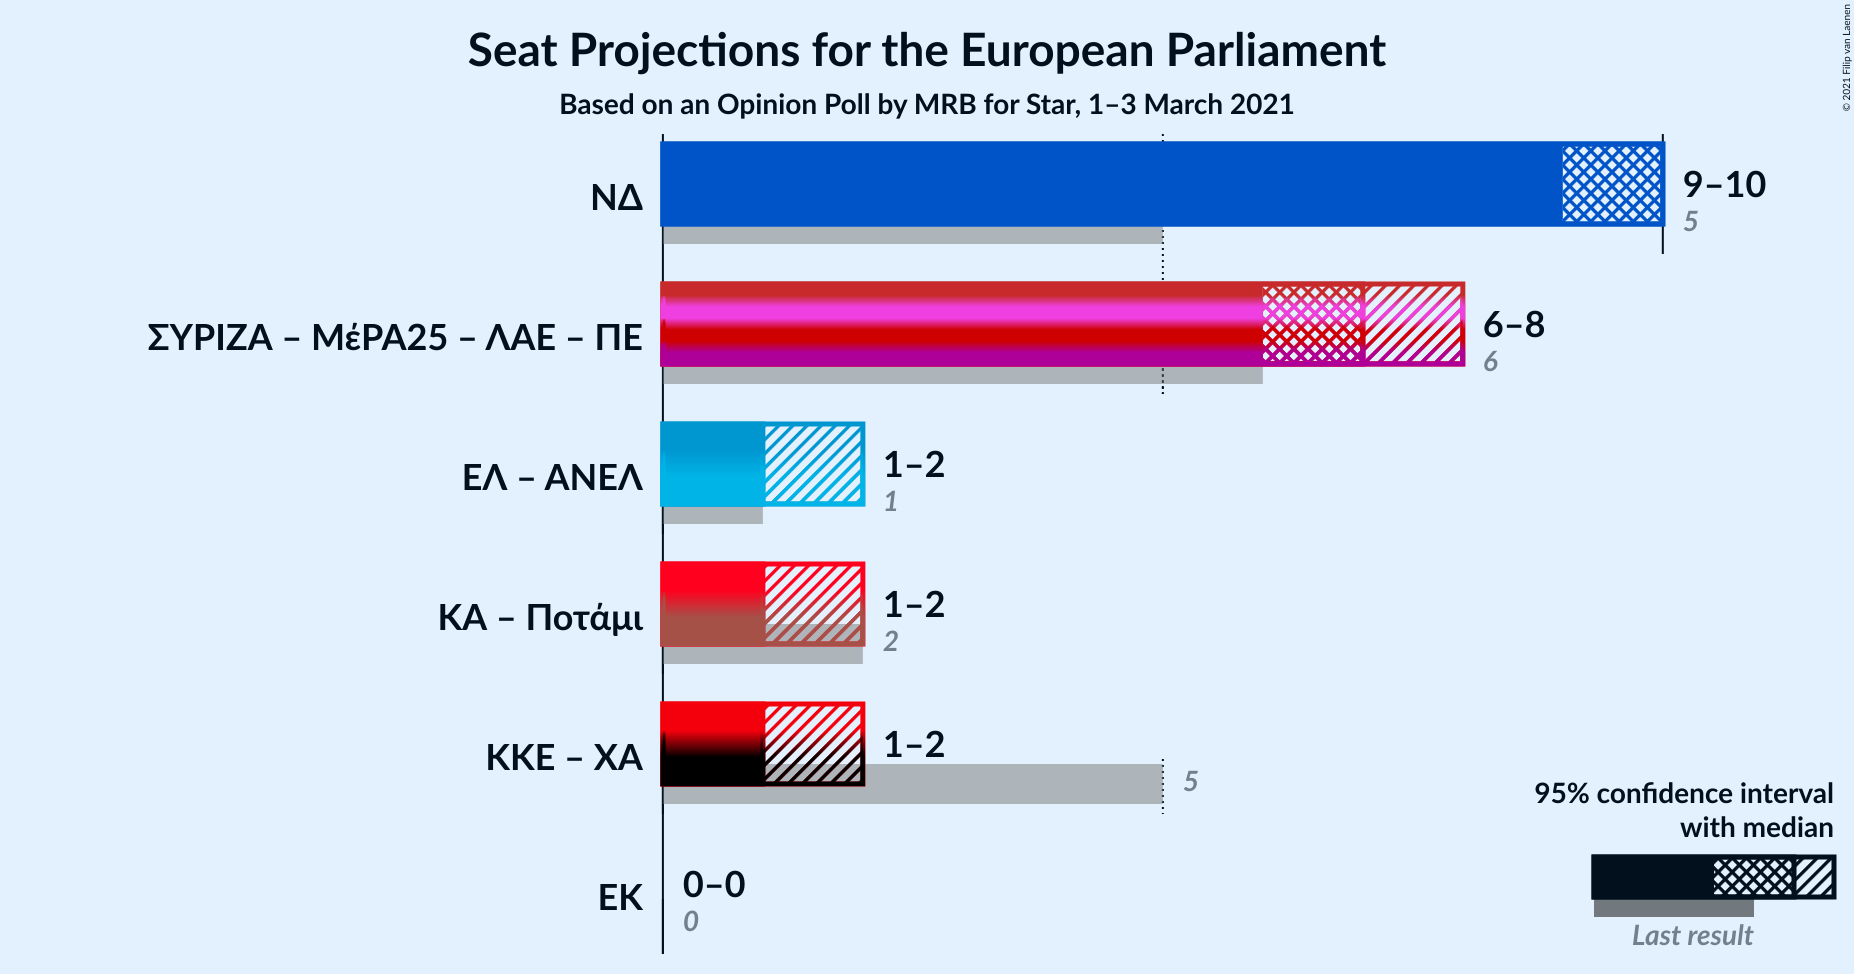 Seat Projections for the European Parliament
Based on an Opinion Poll by MRB for Star, 1–3 March 2021
© 2021 Filip van Laenen
ΝΔ
9–10
5
ΣΥΡΙΖΑ – ΜέΡΑ25 – ΛΑΕ – ΠΕ
6–8
6
ΕΛ – ΑΝΕΛ
1–2
1
ΚΑ – Ποτάμι
1–2
2
ΚΚΕ – ΧΑ
1–2
5
ΕΚ
0–0
0
95% confidence interval
with median
Last result